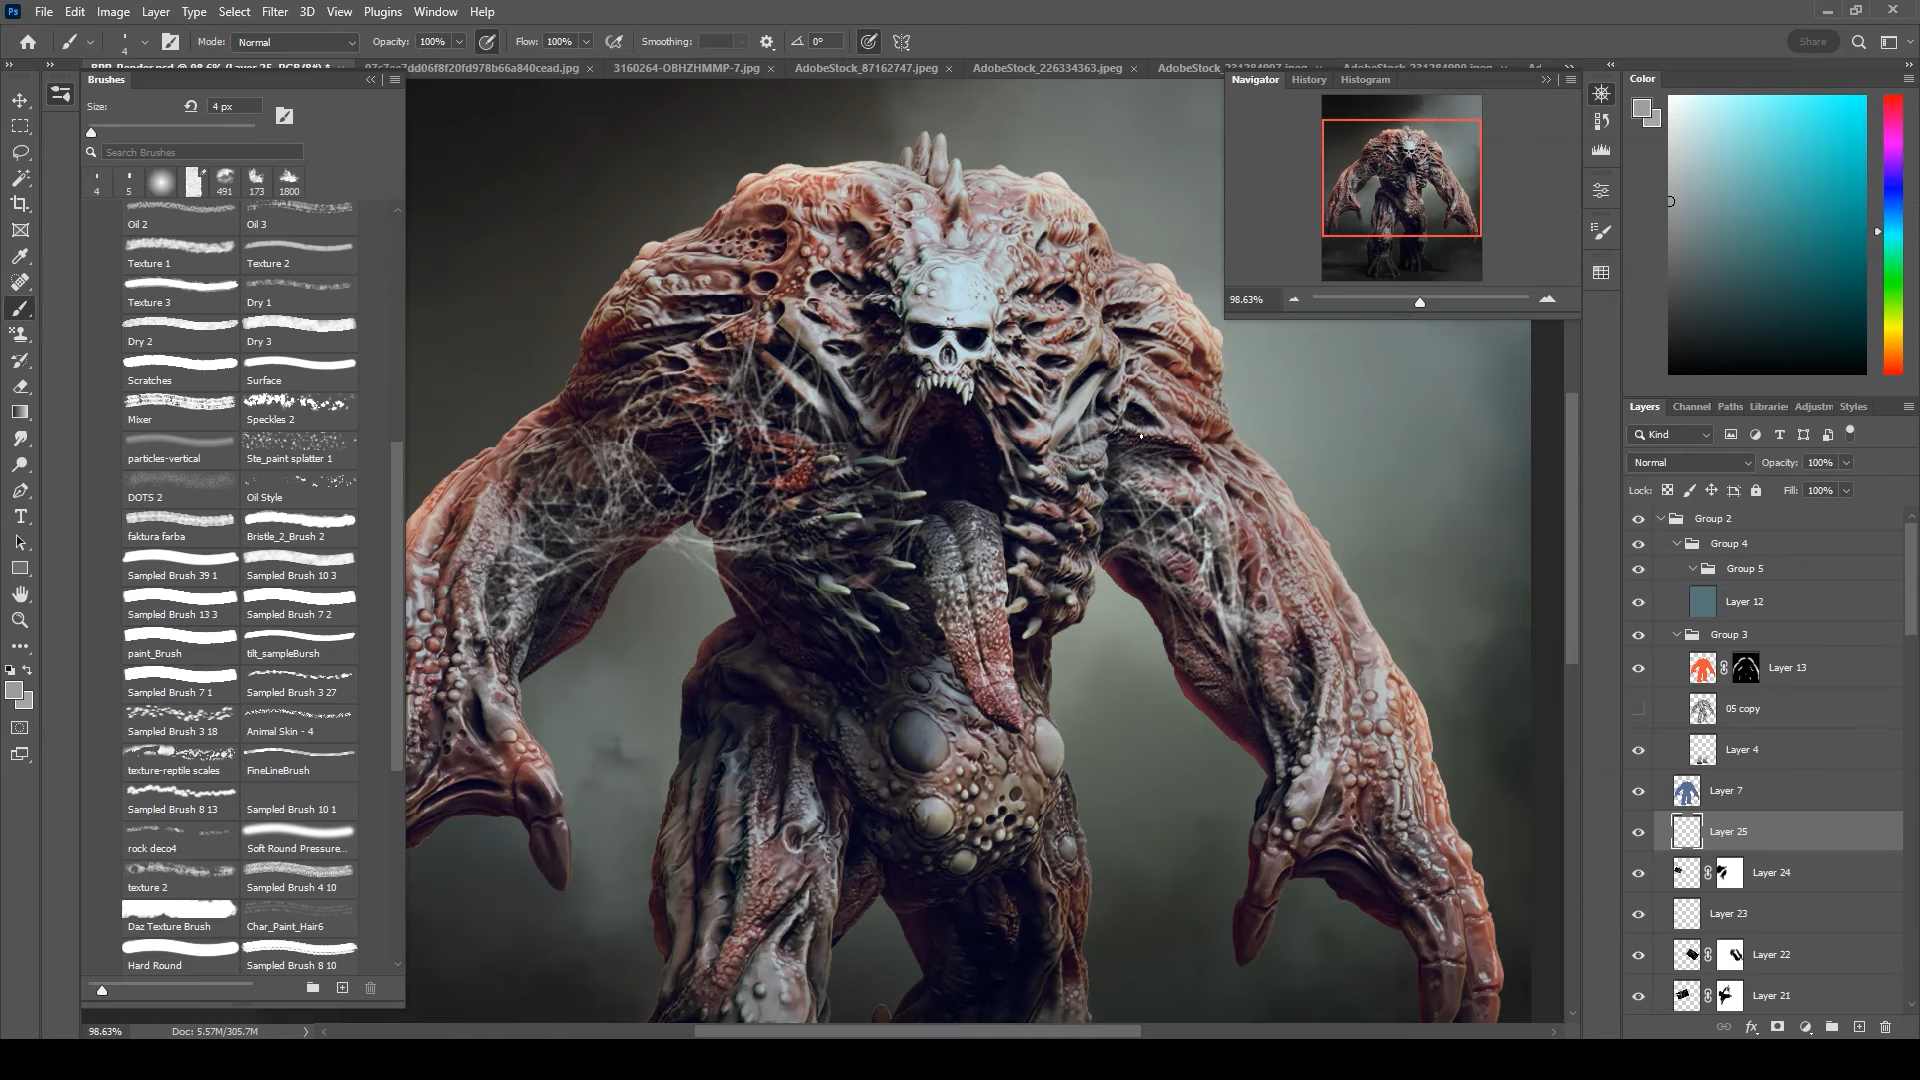 Ps File Edit Image Layer Type Select Filter 3D View Plugins Window Help
4 Mode: Normal Opacity: 100% Flow: 100% Smoothing: 0° Share
3160264-OBHZHMMP-7.jpg × AdobeStock_87162747.jpeg × AdobeStock_226334363.jpeg ×
Brushes
Size: 4 px
Search Brushes
4 5 491 173 1800
Oil 2 Oil 3
Texture 1 Texture 2
Texture 3 Dry 1
Dry 2 Dry 3
Scratches Surface
Mixer Speckles 2
particles-vertical Ste_paint splatter 1
DOTS 2 Oil Style
faktura farba Bristle_2_Brush 2
Sampled Brush 39 1 Sampled Brush 10 3
Sampled Brush 13 3 Sampled Brush 7 2
paint_Brush tilt_sampleBursh
Sampled Brush 7 1 Sampled Brush 3 27
Sampled Brush 3 18 Animal Skin - 4
texture-reptile scales FineLineBrush
Sampled Brush 8 13 Sampled Brush 10 1
rock deco4 Soft Round Pressure...
texture 2 Sampled Brush 4 10
Daz Texture Brush Char_Paint_Hair6
Hard Round Sampled Brush 8 10
98.63% Doc: 5.57M/305.7M
Navigator History Histogram
98.63%
Color
Layers Channel Paths Libraries Adjustm Styles
Kind
Normal Opacity: 100%
Lock: Fill: 100%
Group 2
Group 4
Group 5
Layer 12
Group 3
Layer 13
05 copy
Layer 4
Layer 7
Layer 25
Layer 24
Layer 23
Layer 22
Layer 21
fx